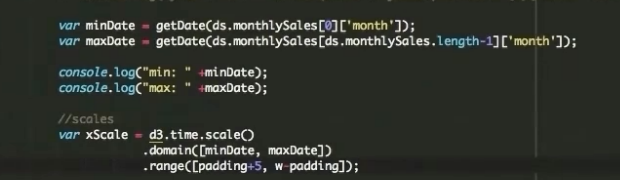 var minDate = getDate(ds.monthlySales[0]['month']);
var maxDate = getDate(ds.monthlySales[ds.monthlySales.length-1]['month']);
console.log("min: " +minDate);
console.log("max: " +maxDate);
//scales
var xScale = d3.time.scale()
.domain([minDate, maxDate])
.range([padding+5, w-padding]);